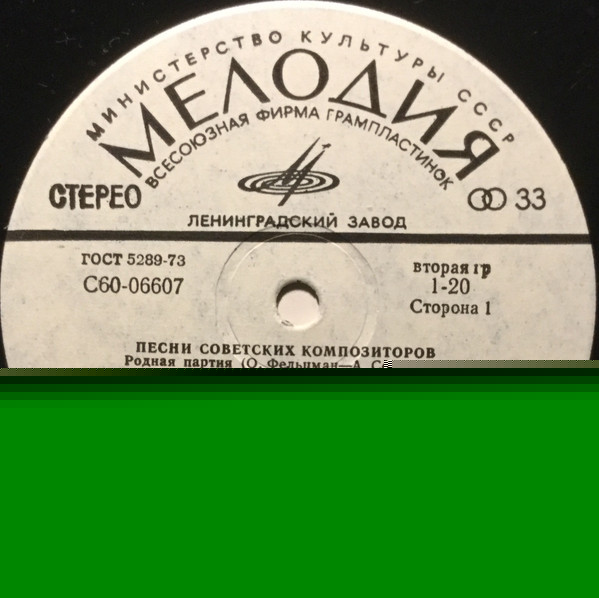 МИНИСТЕРСТВО КУЛЬТУРЫ СССР
МЕЛОДИЯ
ВСЕСОЮЗНАЯ ФИРМА ГРАМПЛАСТИНОК
СТЕРЕО
33
ЛЕНИНГРАДСКИЙ ЗАВОД
ГОСТ 5289-73
С60-06607
вторая гр
1-20
Сторона 1
ПЕСНИ СОВЕТСКИХ КОМПОЗИТОРОВ
Родная партия (О. Фельцман—А.